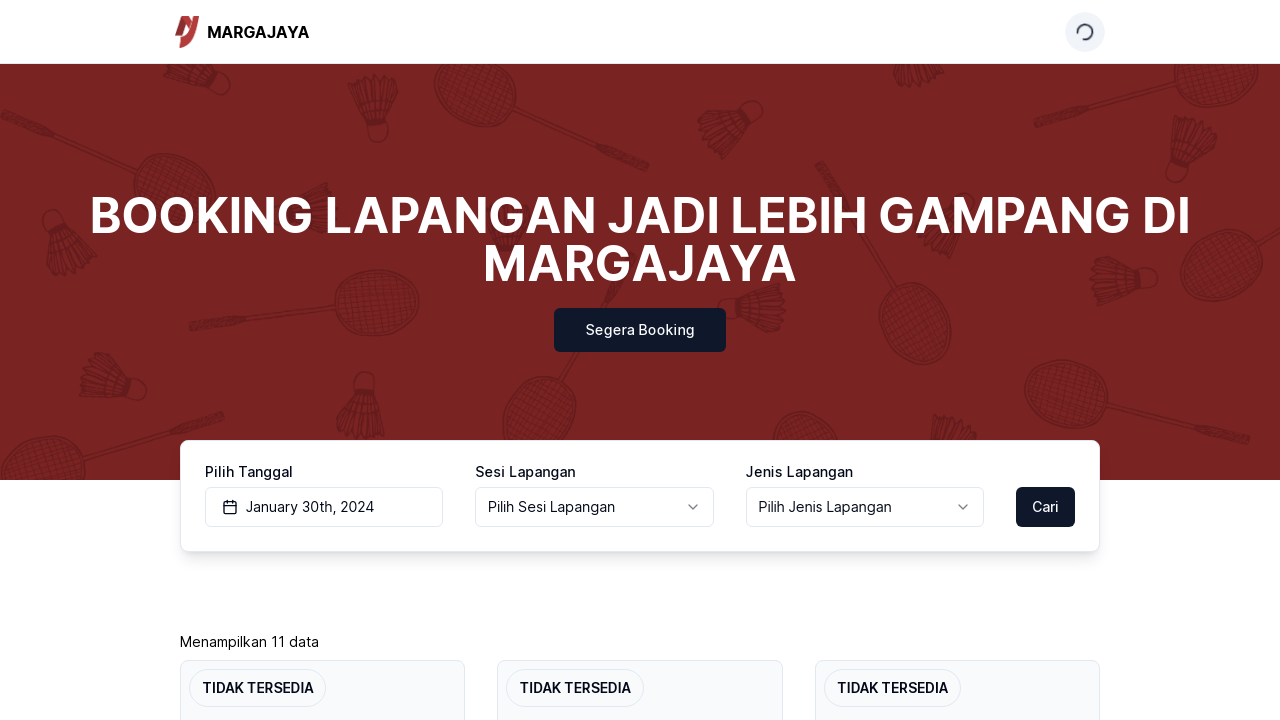 MARGAJAYA
BOOKING LAPANGAN JADI LEBIH GAMPANG DI
MARGAJAYA
Segera Booking
Pilih Tanggal
Sesi Lapangan
Jenis Lapangan
January 30th, 2024
Pilih Sesi Lapangan
Pilih Jenis Lapangan
Cari
Menampilkan 11 data
TIDAK TERSEDIA
TIDAK TERSEDIA
TIDAK TERSEDIA